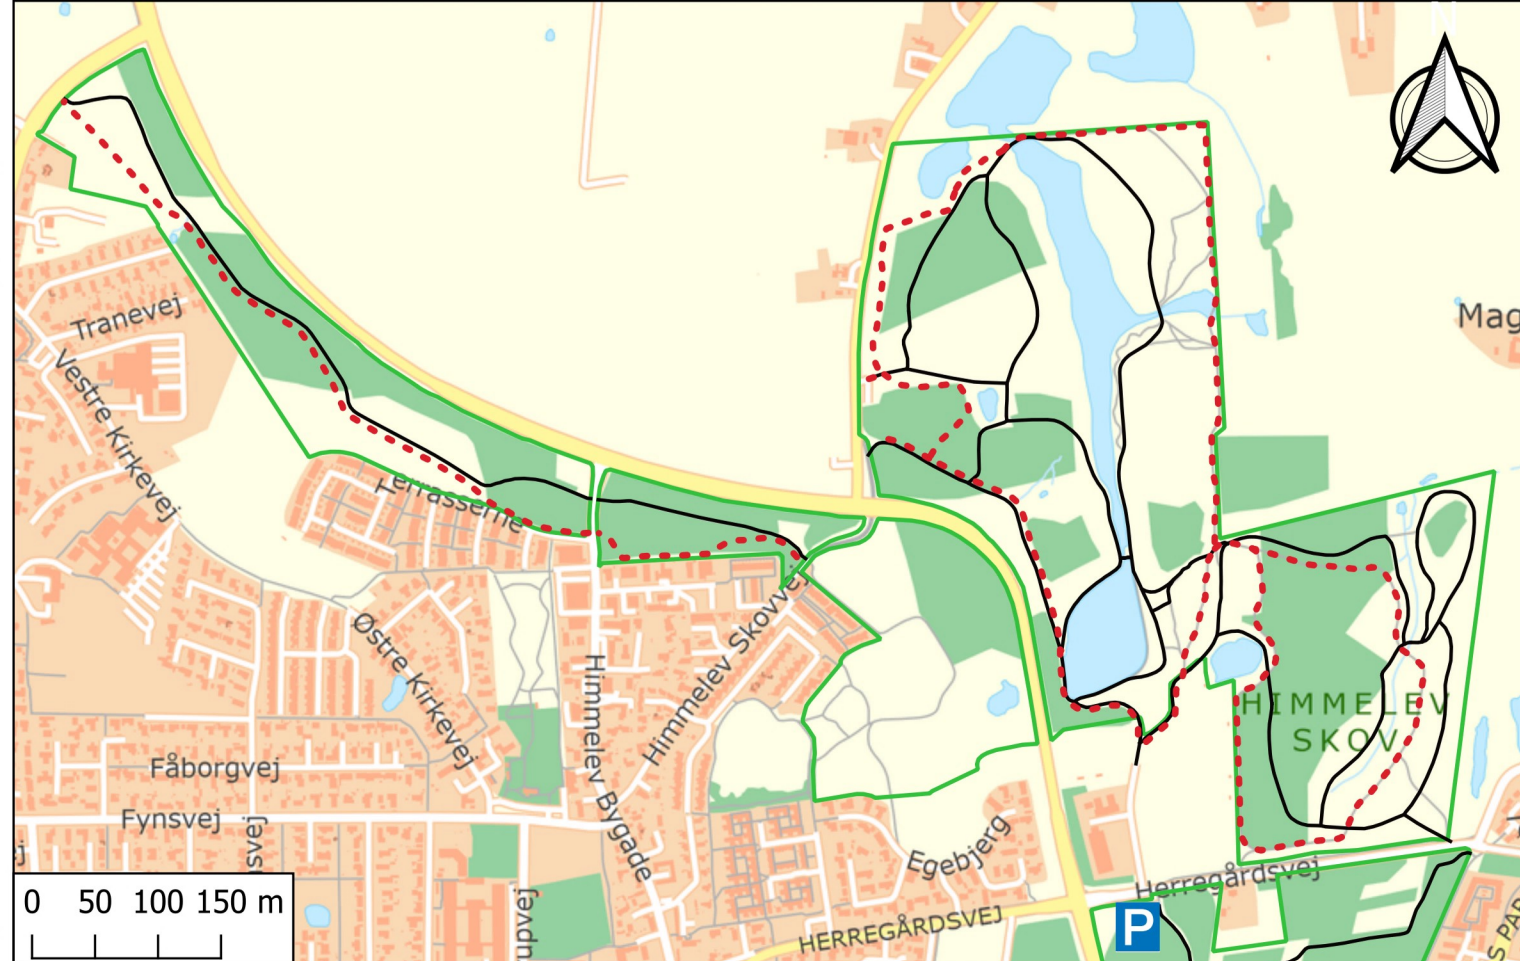 N
Tranevej
Mag
Vestre Kirkevej
Terrasserne
Østre Kirkevej
Himmelev Skovvej
Himmelev Bygade
HIMMELEV
SKOV
Fåborgvej
Fynsvej
Egebjerg
Herregårdsvej
HERREGÅRDSVEJ
P
0 50 100 150 m